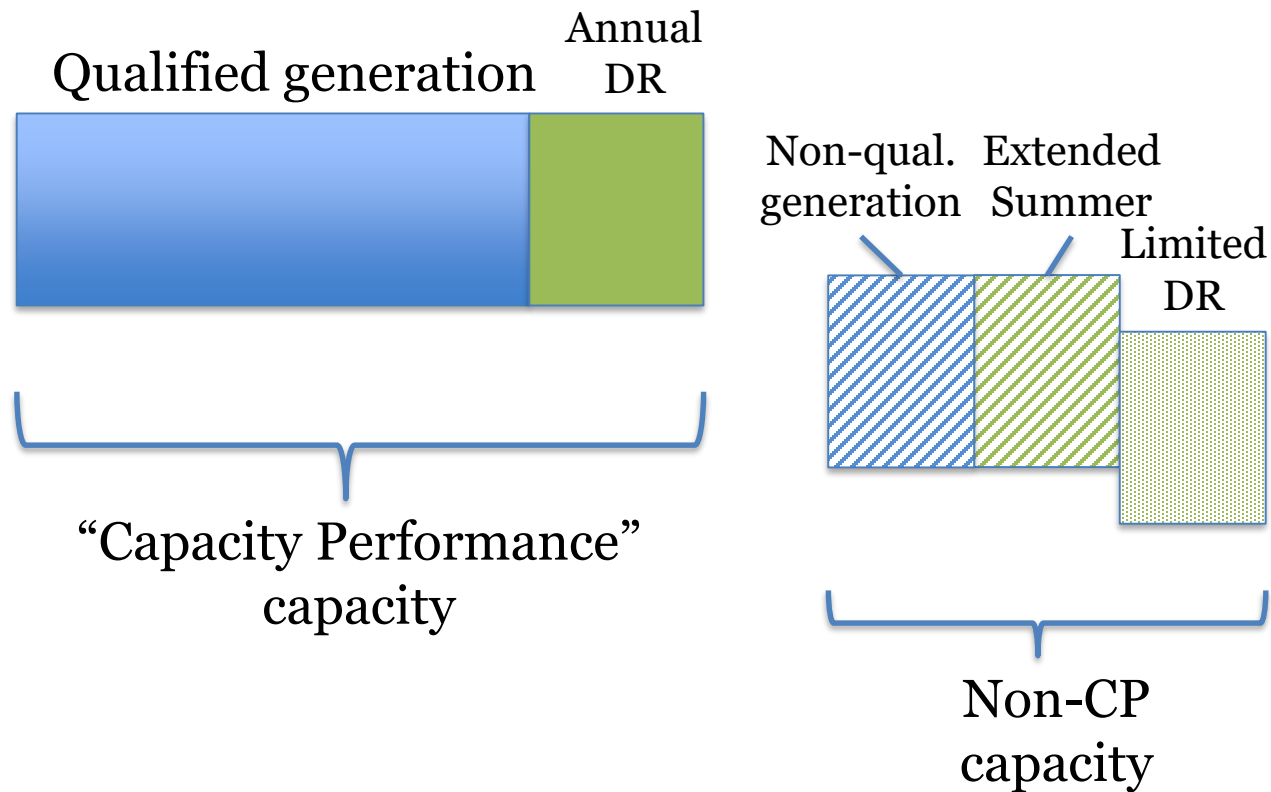 Qualified generation
Annual
DR
Non-qual.
generation
Extended
Summer
Limited
DR
“Capacity Performance”
capacity
Non-CP
capacity